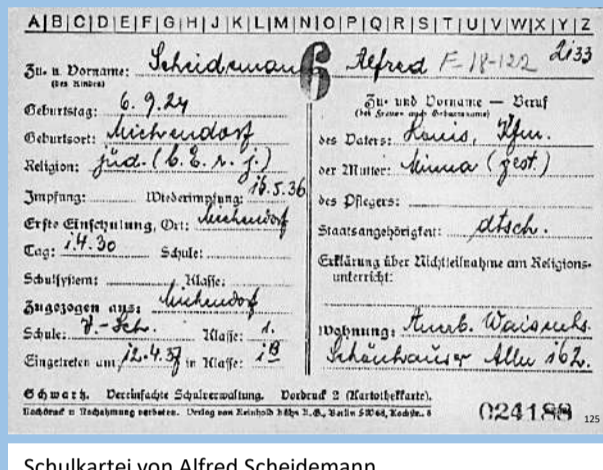 A|B|C|D|E|F|G|H|J|K|L|M|N|O|P|Q|R|S|T|U|V|W|X|Y|Z
2133
Zu- u. Vorname: Scheidemann Alfred F-18-122
(des Kindes)
6
Geburtstag: 6.9.24
Geburtsort: Michendorf
Religion: jüd.
Impfung: Wiederimpfung: 16.5.36
Erste Einschulung, Ort: Michendorf
Tag: 1.4.30 Schule:
Schulsystem: Klasse:
Zugezogen aus: Michendorf
Schule: V.-Sch. Klasse: 1.
Eingetreten am: 12.4.37 in Klasse: 1B
Zu- und Vorname — Beruf
(bei Frauen auch Geburtsname)
des Vaters: Kfm.
der Mutter: Minna (gest.)
des Pflegers:
Staatsangehörigkeit: dtsch.
Erklärung über Nichtteilnahme am Religions-
unterricht:
Wohnung: Auerb. Waisenhs.
Schönhauser Allee 162.
Schwarz. Vereinfachte Schulverwaltung. Vordruck 2 (Karthothekkarte).
Nachdruck u. Nachahmung verboten. Verlag von Reinhold Kühn A.G., Berlin SW68, Kochstr. 6
024188
125
Schulkartei von Alfred Scheidemann